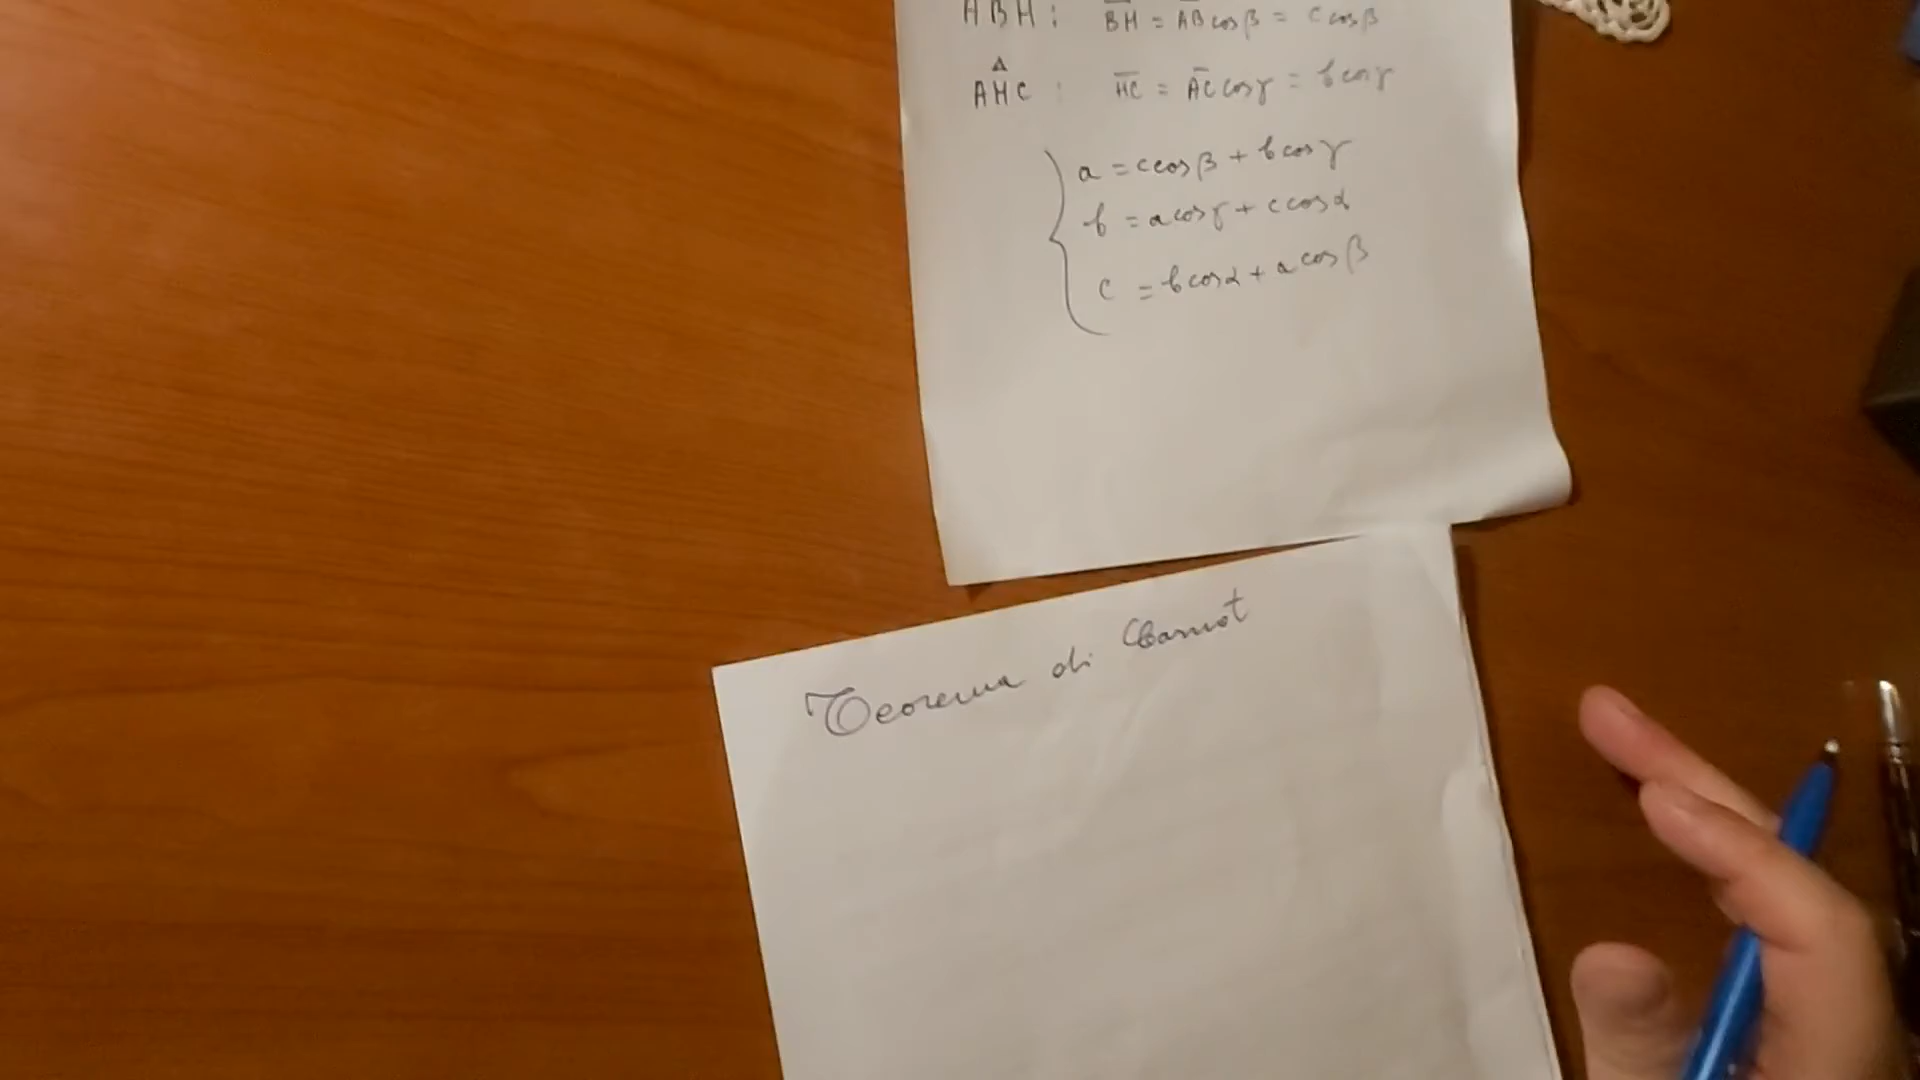 ABH : BH = AB cos β = c cos β
AHC : HC = AC cos γ = b cos γ
a = c cos β + b cos γ
b = a cos γ + c cos α
c = b cos α + a cos β
Teorema di Carnot